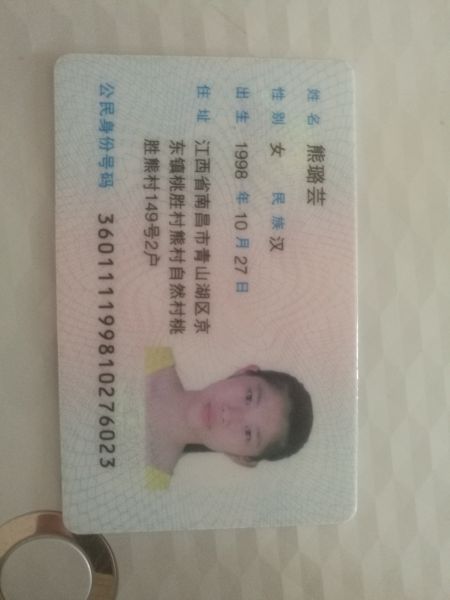 姓名 熊璐芸
性别 女 民族 汉
出生 1998 年 10 月 27 日
住址 江西省南昌市青山湖区京
东镇桃胜村熊村自然村桃
胜熊村149号2户
公民身份号码 360111199810276023